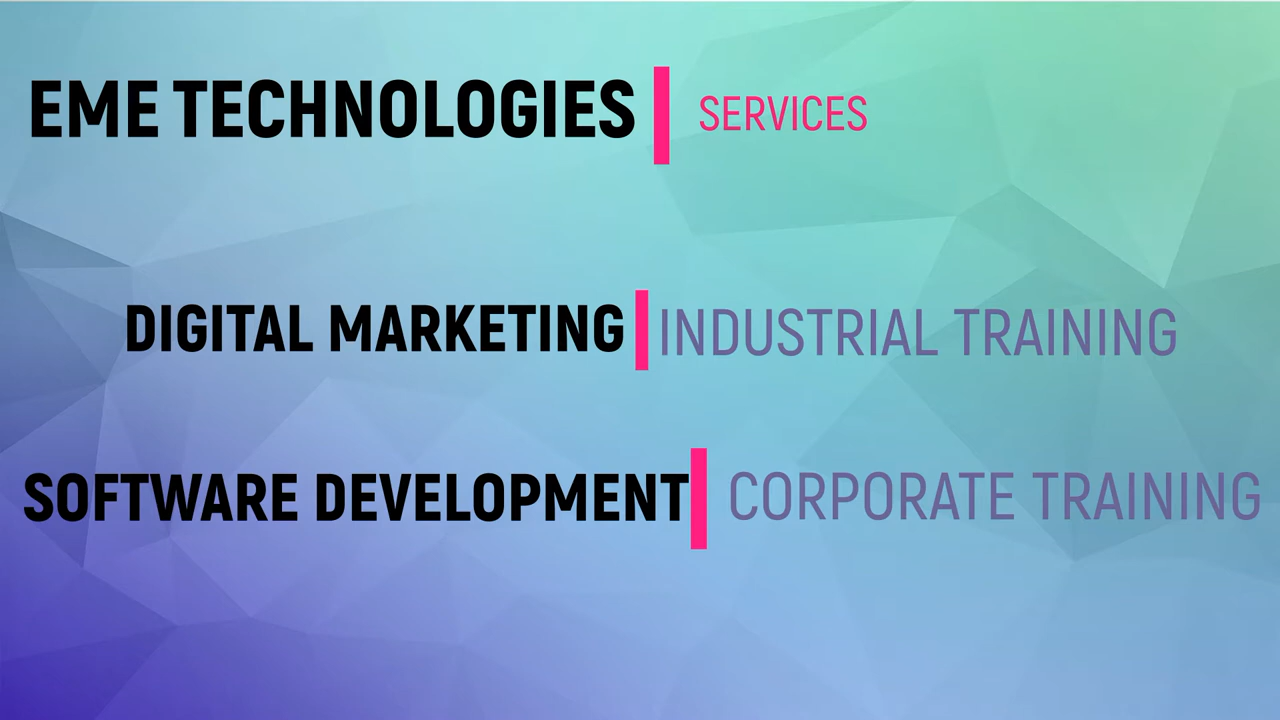 EME TECHNOLOGIES SERVICES
DIGITAL MARKETING INDUSTRIAL TRAINING
SOFTWARE DEVELOPMENT CORPORATE TRAINING